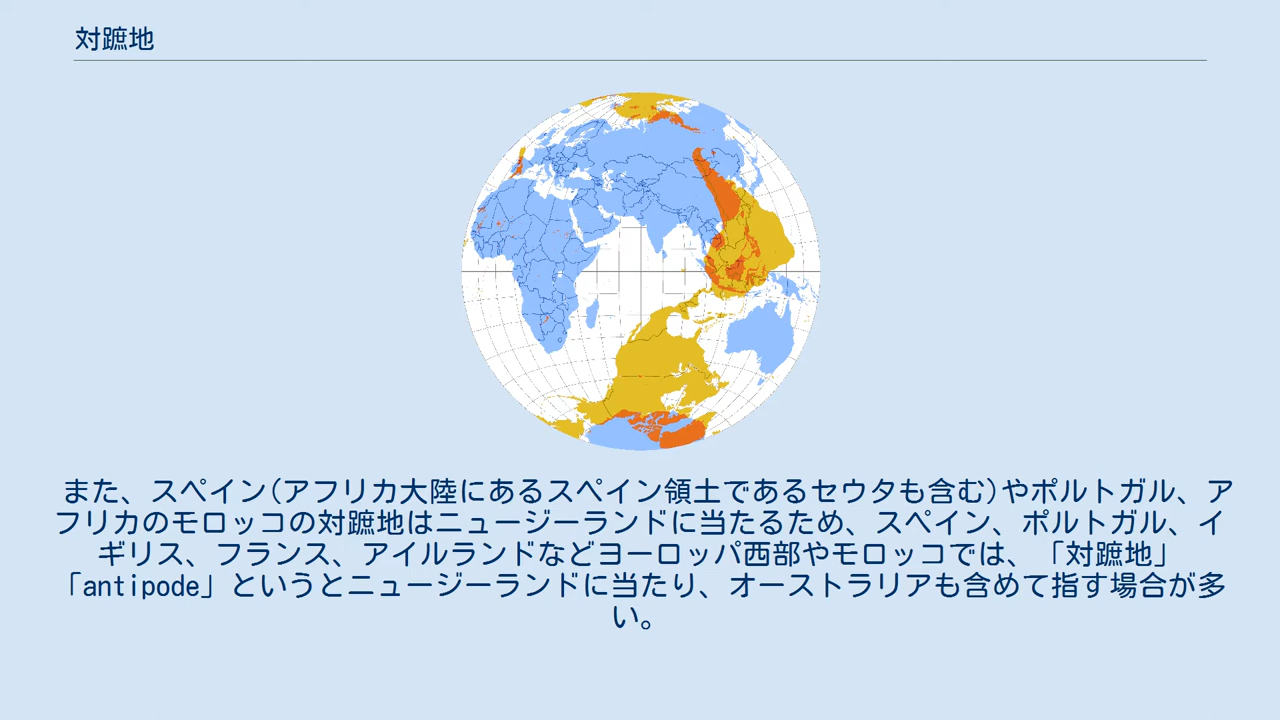 対蹠地
また、スペイン(アフリカ大陸にあるスペイン領土であるセウタも含む)やポルトガル、ア
フリカのモロッコの対蹠地はニュージーランドに当たるため、スペイン、ポルトガル、イ
ギリス、フランス、アイルランドなどヨーロッパ西部やモロッコでは、「対蹠地」
「antipode」というとニュージーランドに当たり、オーストラリアも含めて指す場合が多
い。